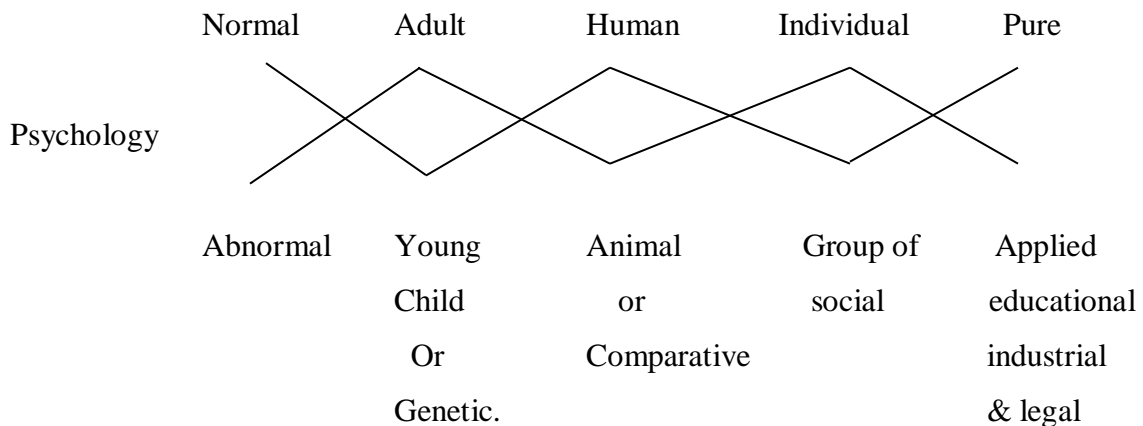 Normal Adult Human Individual Pure
Psychology
Abnormal Young Animal Group of Applied
Child or social educational
Or Comparative industrial
Genetic. & legal